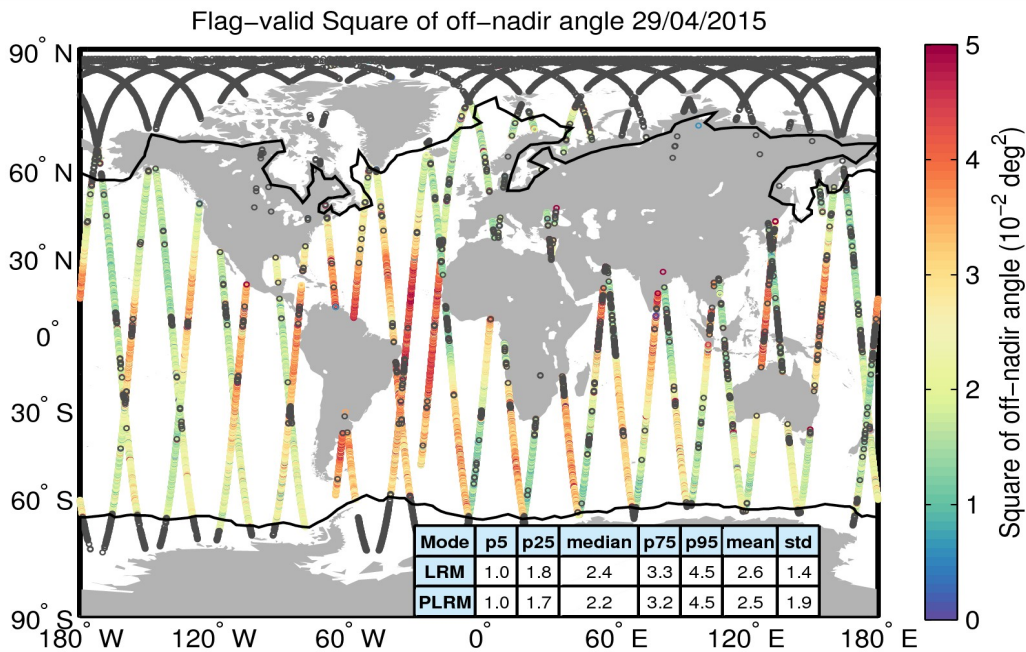 Flag−valid Square of off−nadir angle 29/04/2015
90° N
60° N
30° N
0°
30° S
60° S
90° S
180° W
120° W
60° W
0°
60° E
120° E
180° E
Mode p5 p25 median p75 p95 mean std
LRM 1.0 1.8 2.4 3.3 4.5 2.6 1.4
PLRM 1.0 1.7 2.2 3.2 4.5 2.5 1.9
5
4
3
2
1
0
Square of off−nadir angle (10⁻² deg²)